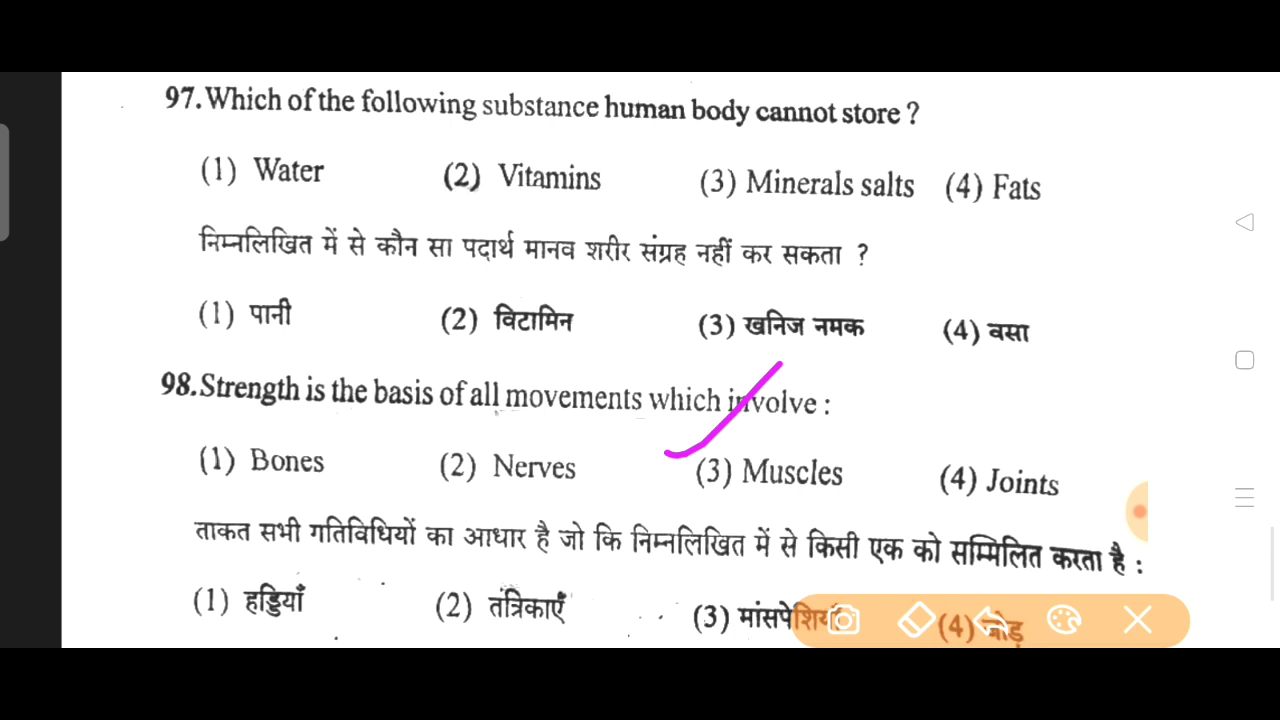 97. Which of the following substance human body cannot store ?
(1) Water (2) Vitamins (3) Minerals salts (4) Fats
निम्नलिखित में से कौन सा पदार्थ मानव शरीर संग्रह नहीं कर सकता ?
(1) पानी (2) विटामिन (3) खनिज नमक (4) वसा
98. Strength is the basis of all movements which involve :
(1) Bones (2) Nerves (3) Muscles (4) Joints
ताकत सभी गतिविधियों का आधार है जो कि निम्नलिखित में से किसी एक को सम्मिलित करता है :
(1) हड्डियाँ (2) तंत्रिकाएँ (3) मांसपेशियाँ (4) जोड़